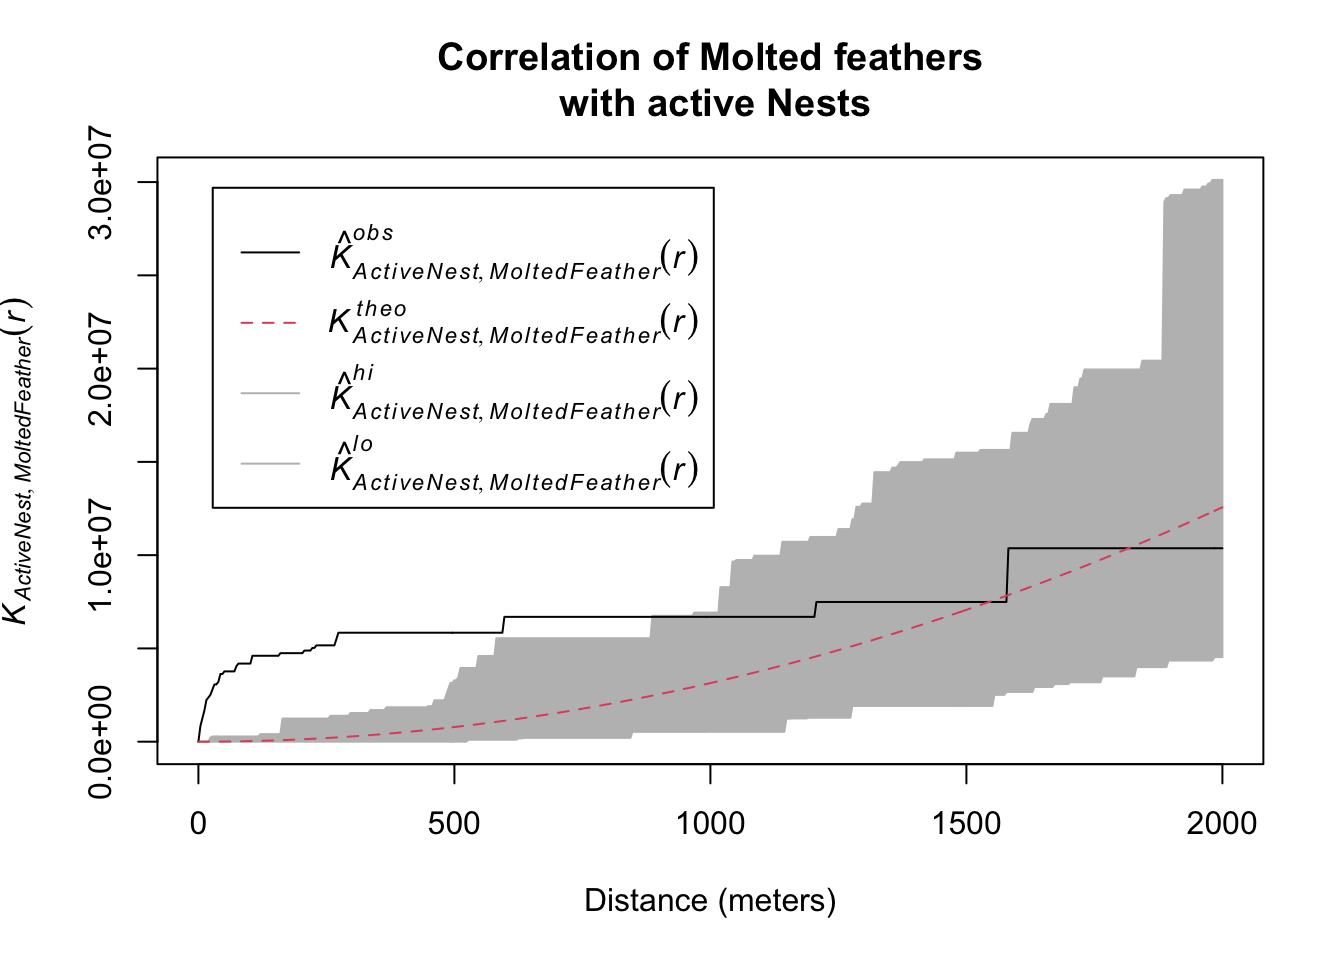 Correlation of Molted feathers
with active Nests
K̂^obs_ActiveNest, MoltedFeather(r)
K^theo_ActiveNest, MoltedFeather(r)
K̂^hi_ActiveNest, MoltedFeather(r)
K̂^lo_ActiveNest, MoltedFeather(r)
K_ActiveNest, MoltedFeather(r)
3.0e+07
2.0e+07
1.0e+07
0.0e+00
0 500 1000 1500 2000
Distance (meters)